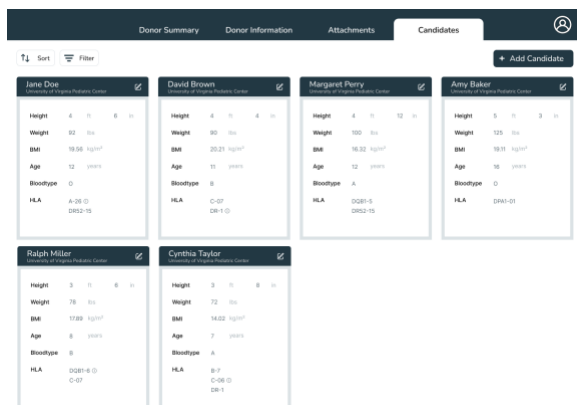 Donor Summary Donor Information Attachments Candidates
Sort Filter + Add Candidate
Jane Doe
University of Virginia Pediatric Center
Height 4 ft 6 in
Weight 82 lbs
BMI 19.56 kg/m²
Age 12 years
Bloodtype O
HLA A-26
DR52-15
David Brown
University of Virginia Pediatric Center
Height 4 ft 4 in
Weight 90 lbs
BMI 20.21 kg/m²
Age 11 years
Bloodtype B
HLA C-07
DR-1
Margaret Perry
University of Virginia Pediatric Center
Height 4 ft 12 in
Weight 100 lbs
BMI 16.32 kg/m²
Age 12 years
Bloodtype A
HLA DQB1-5
DR52-15
Amy Baker
University of Virginia Pediatric Center
Height 5 ft 3 in
Weight 125 lbs
BMI 19.11 kg/m²
Age 16 years
Bloodtype O
HLA DPA1-01
Ralph Miller
University of Virginia Pediatric Center
Height 3 ft 8 in
Weight 78 lbs
BMI 17.89 kg/m²
Age 8 years
Bloodtype B
HLA DQB1-6
C-07
Cynthia Taylor
University of Virginia Pediatric Center
Height 3 ft 8 in
Weight 72 lbs
BMI 14.02 kg/m²
Age 7 years
Bloodtype A
HLA B-7
C-06
DR-1